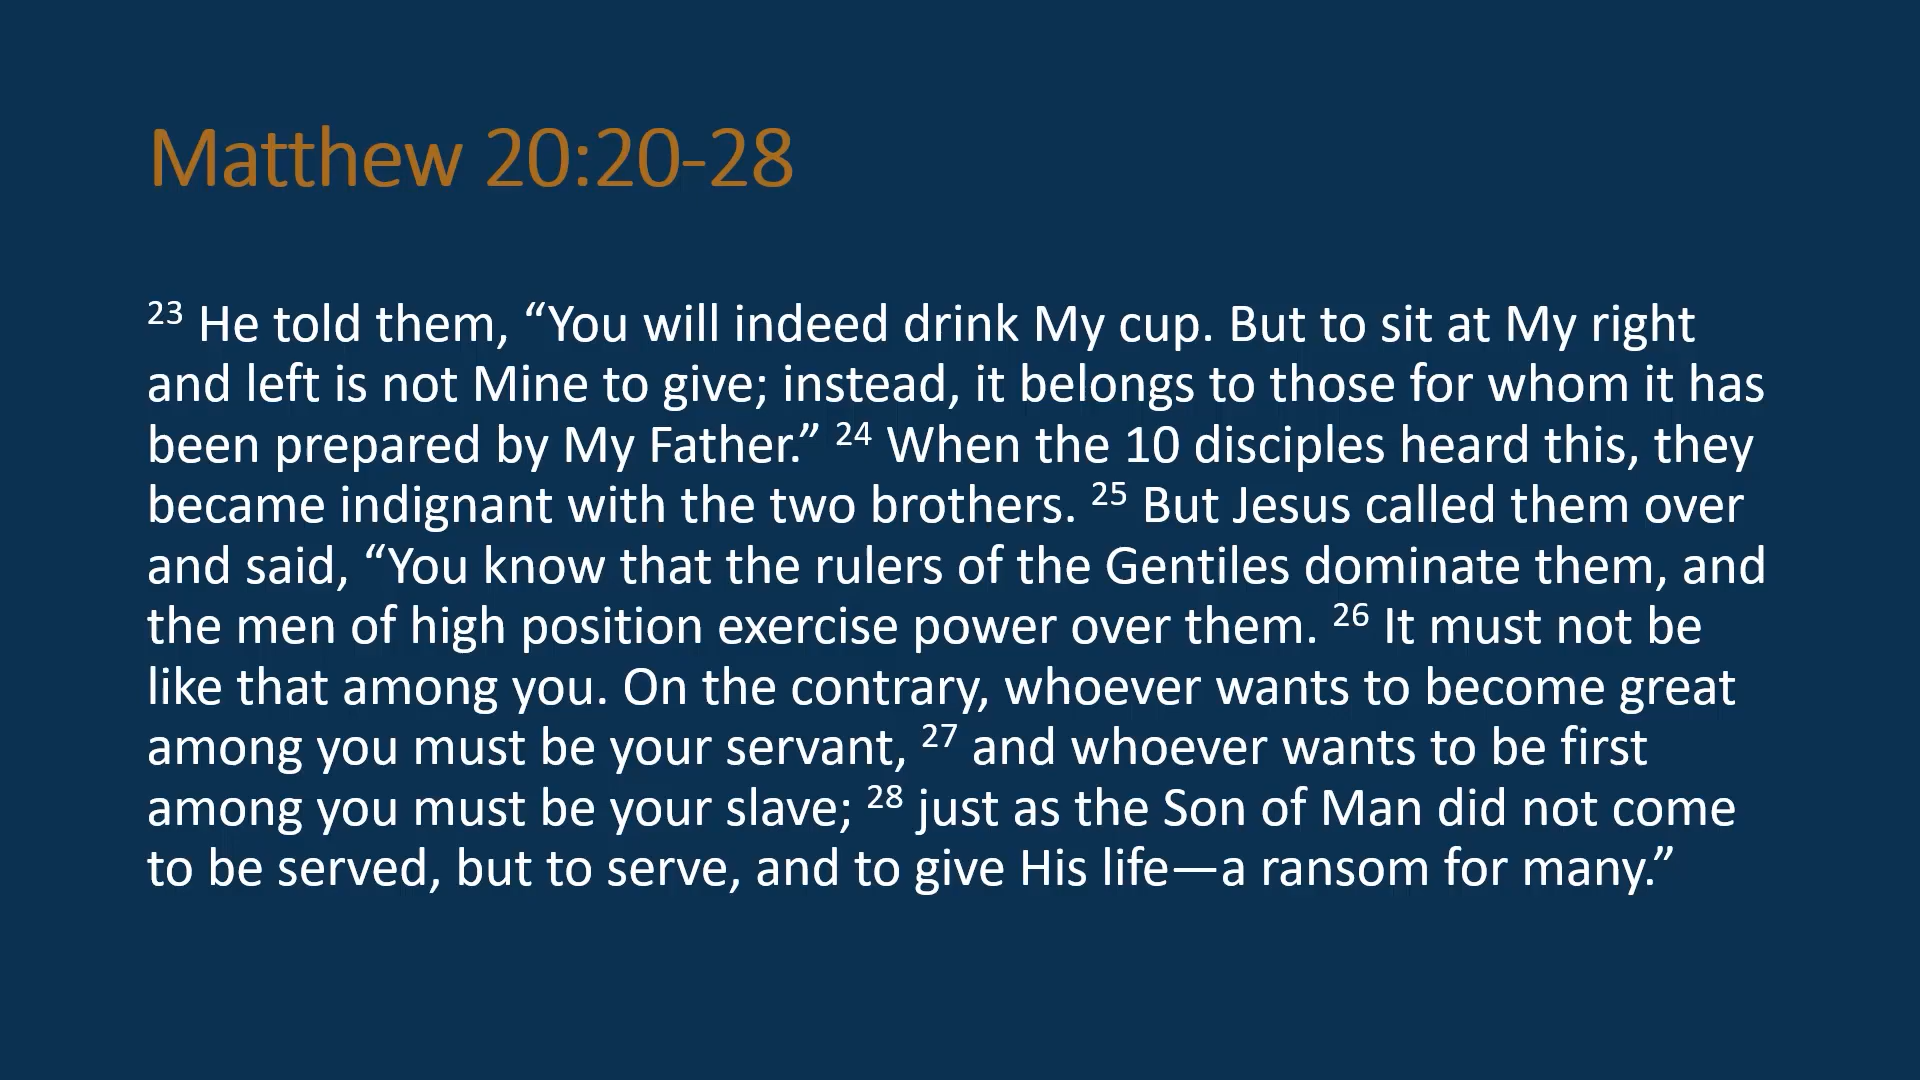 Matthew 20:20-28
23 He told them, “You will indeed drink My cup. But to sit at My right
and left is not Mine to give; instead, it belongs to those for whom it has
been prepared by My Father.” 24 When the 10 disciples heard this, they
became indignant with the two brothers. 25 But Jesus called them over
and said, “You know that the rulers of the Gentiles dominate them, and
the men of high position exercise power over them. 26 It must not be
like that among you. On the contrary, whoever wants to become great
among you must be your servant, 27 and whoever wants to be first
among you must be your slave; 28 just as the Son of Man did not come
to be served, but to serve, and to give His life—a ransom for many.”